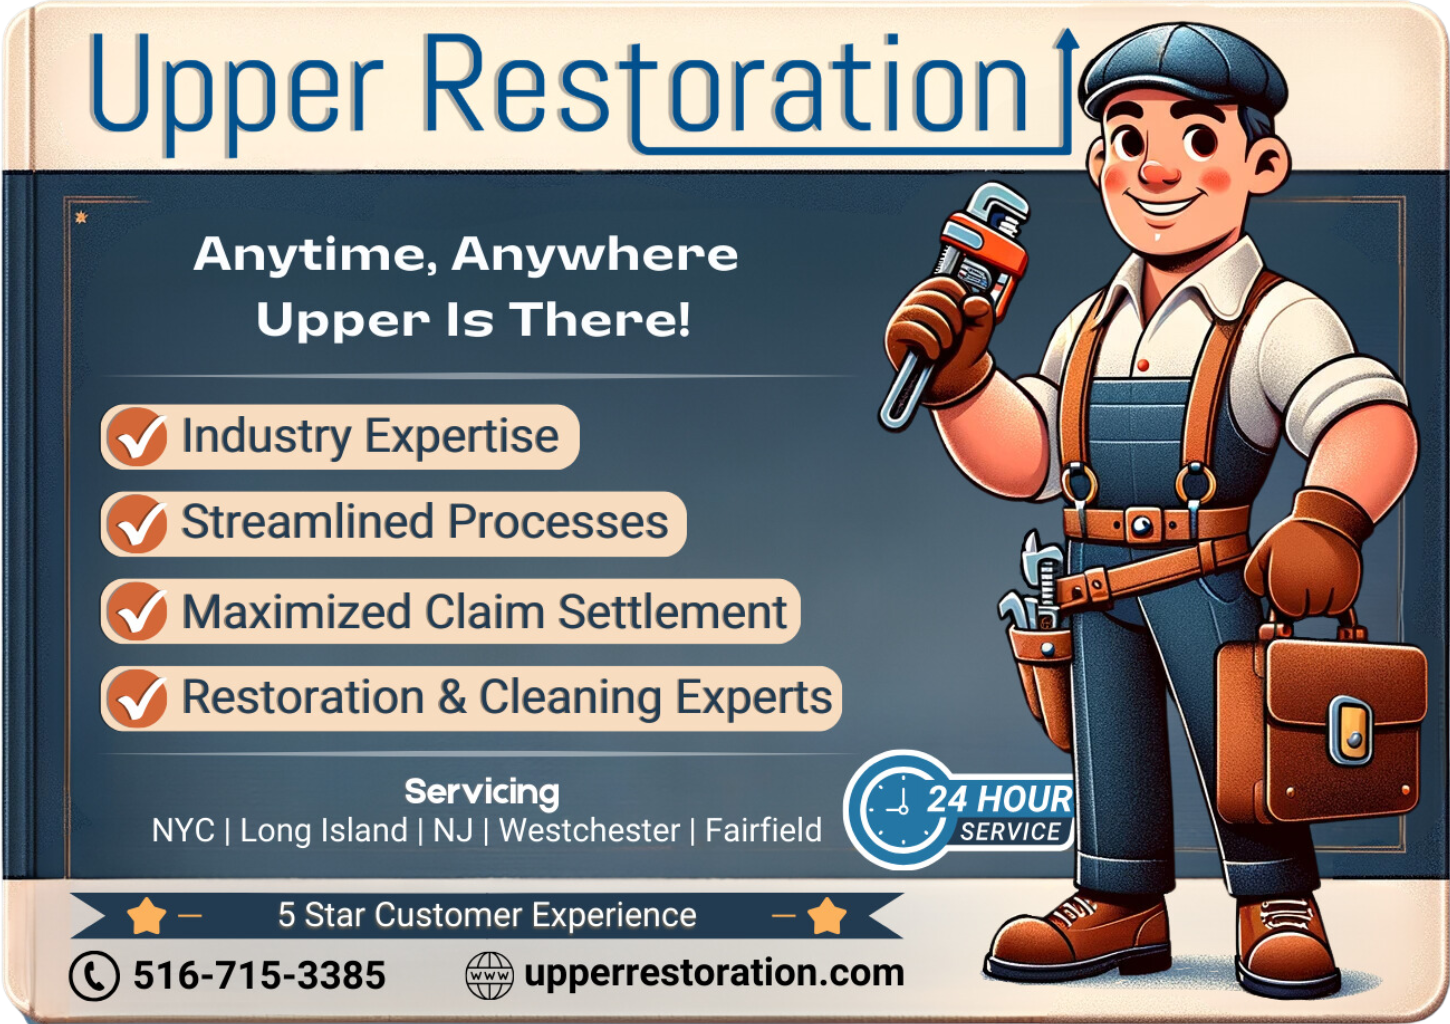 Upper Restoration
Anytime, Anywhere
Upper Is There!
Industry Expertise
Streamlined Processes
Maximized Claim Settlement
Restoration & Cleaning Experts
Servicing
NYC | Long Island | NJ | Westchester | Fairfield
24 HOUR
SERVICE
5 Star Customer Experience
516-715-3385
www
upperrestoration.com